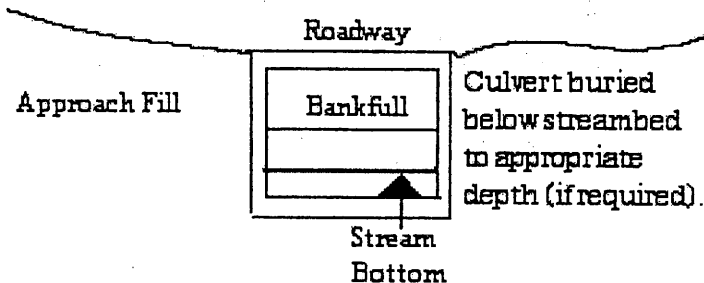 Roadway
Approach Fill
Bankfull
Culvert buried
below streambed
to appropriate
depth (if required).
Stream
Bottom